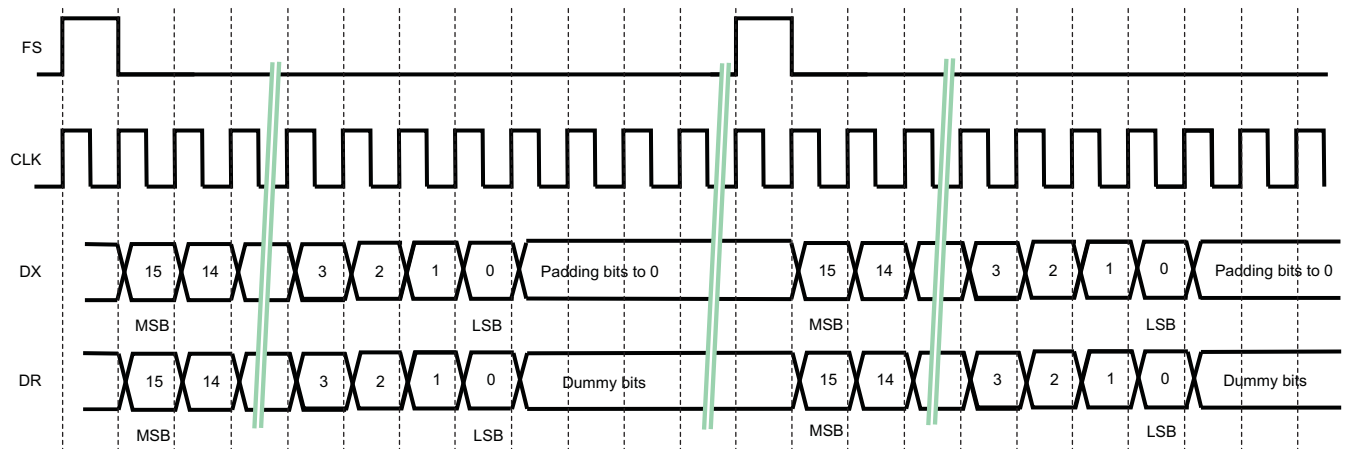 FS
CLK
DX 15 14 3 2 1 0 Padding bits to 0 15 14 3 2 1 0 Padding bits to 0
MSB LSB MSB LSB
DR 15 14 3 2 1 0 Dummy bits 15 14 3 2 1 0 Dummy bits
MSB LSB MSB LSB